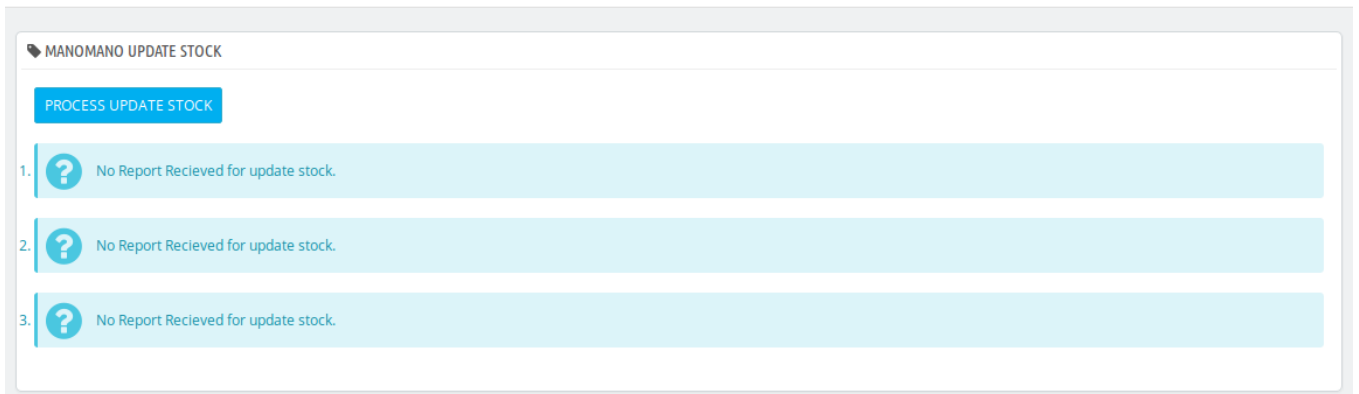 MANOMANO UPDATE STOCK
PROCESS UPDATE STOCK
1. No Report Recieved for update stock.
2. No Report Recieved for update stock.
3. No Report Recieved for update stock.